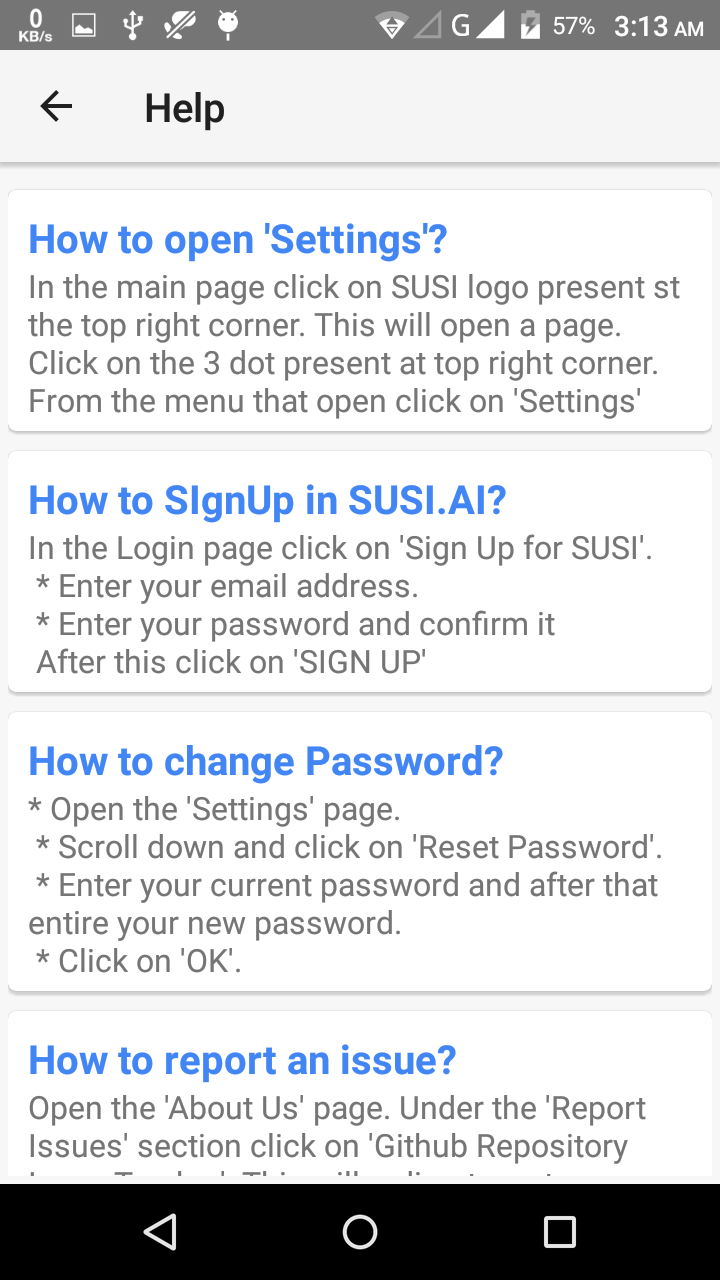 0
KB/s
G
57%
3:13 AM
Help
How to open 'Settings'?
In the main page click on SUSI logo present st
the top right corner. This will open a page.
Click on the 3 dot present at top right corner.
From the menu that open click on 'Settings'
How to SIgnUp in SUSI.AI?
In the Login page click on 'Sign Up for SUSI'.
* Enter your email address.
* Enter your password and confirm it
After this click on 'SIGN UP'
How to change Password?
* Open the 'Settings' page.
* Scroll down and click on 'Reset Password'.
* Enter your current password and after that
entire your new password.
* Click on 'OK'.
How to report an issue?
Open the 'About Us' page. Under the 'Report
Issues' section click on 'Github Repository